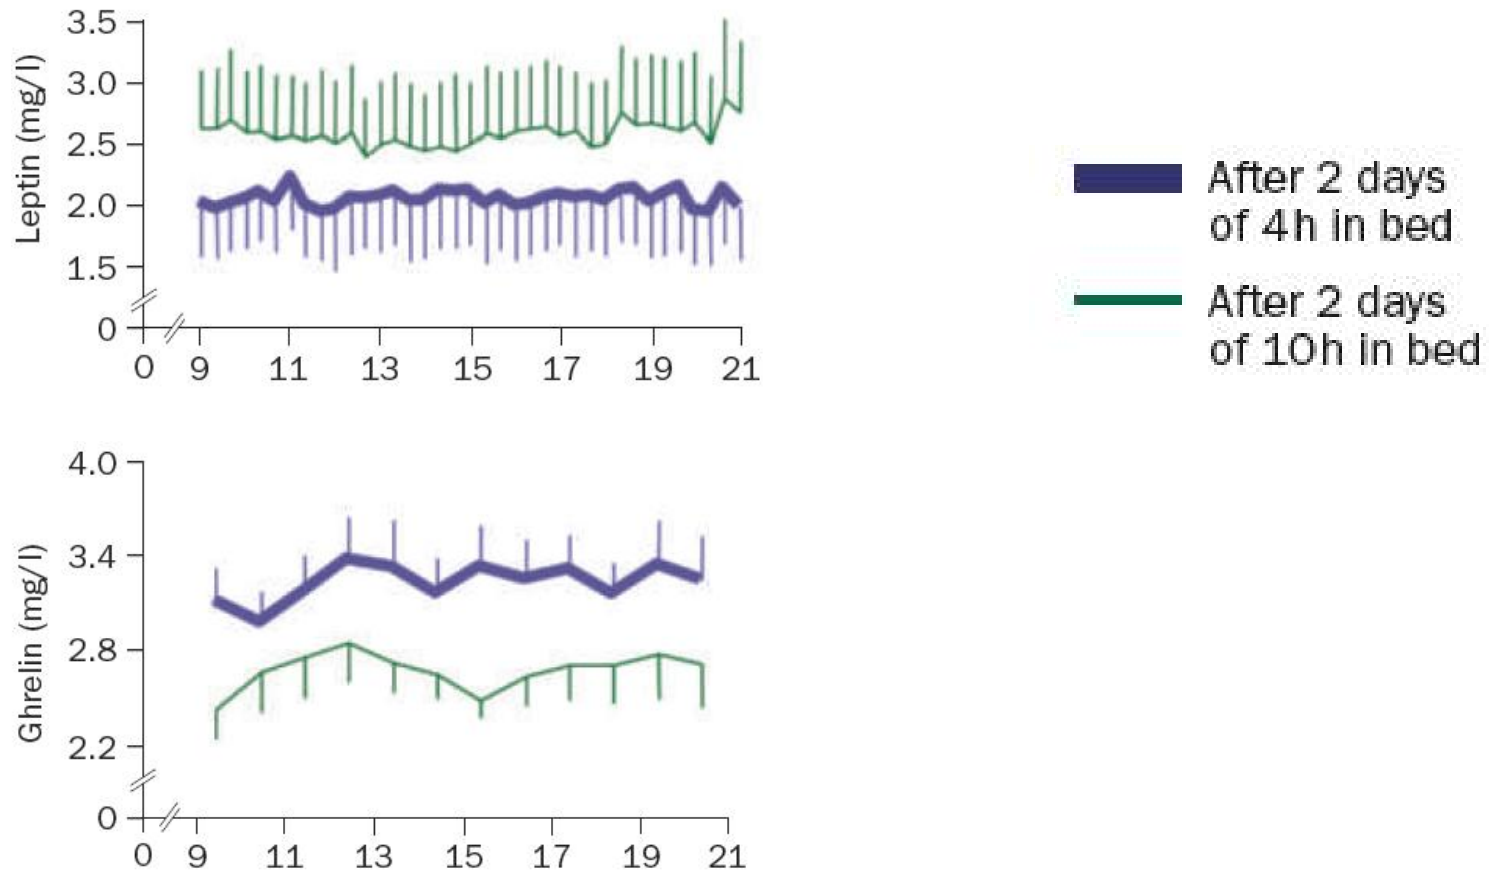 Leptin (mg/l)
3.5
3.0
2.5
2.0
1.5
0
0 9 11 13 15 17 19 21
After 2 days
of 4h in bed
After 2 days
of 10h in bed
Ghrelin (mg/l)
4.0
3.4
2.8
2.2
0
0 9 11 13 15 17 19 21